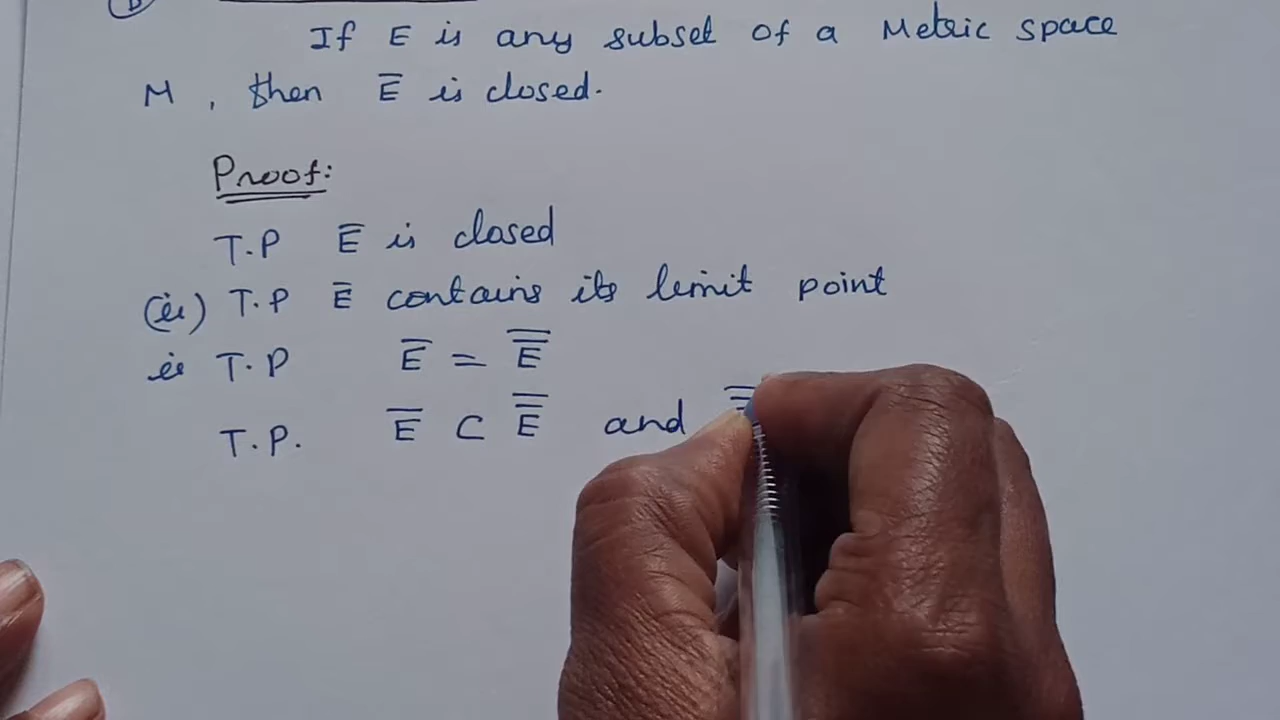 If E is any subset of a Metric space
M, then E̅ is closed.
Proof:
T.P E̅ is closed
(ie) T.P E̅ contains its limit point
ie T.P E̅ = E̿
T.P. E̅ ⊂ E̿ and